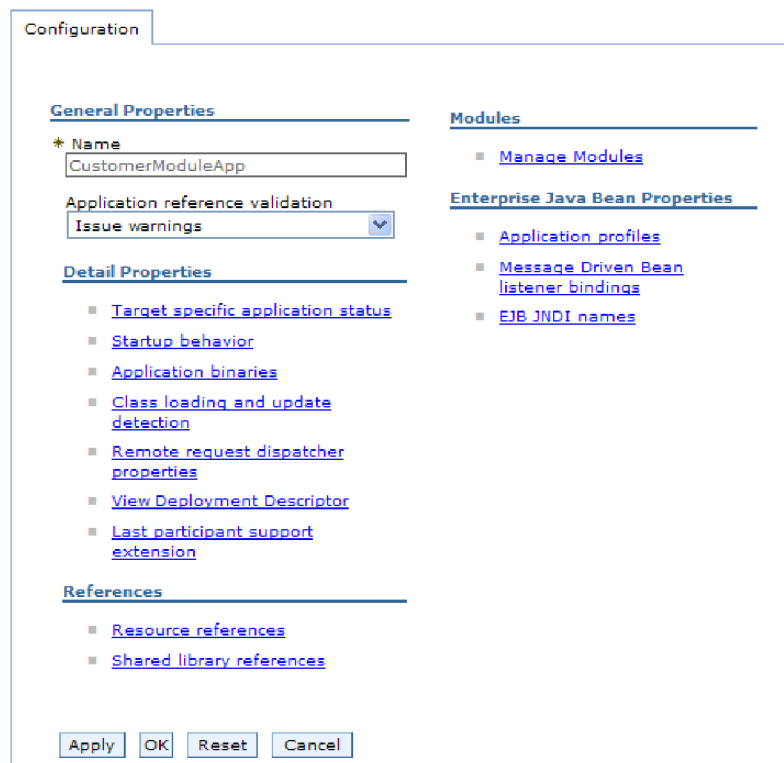 Configuration
General Properties
* Name
CustomerModuleApp
Application reference validation
Issue warnings
Detail Properties
Target specific application status
Startup behavior
Application binaries
Class loading and update
detection
Remote request dispatcher
properties
View Deployment Descriptor
Last participant support
extension
References
Resource references
Shared library references
Modules
Manage Modules
Enterprise Java Bean Properties
Application profiles
Message Driven Bean
listener bindings
EJB JNDI names
Apply OK Reset Cancel